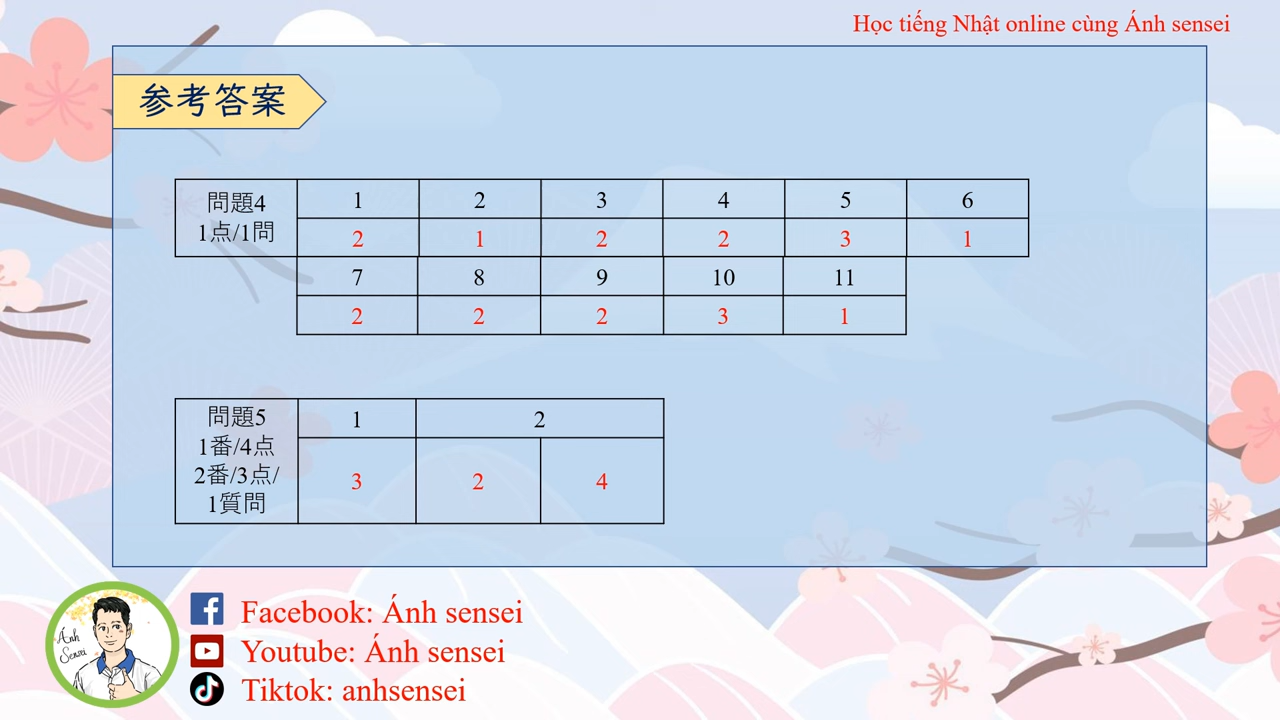 Học tiếng Nhật online cùng Ánh sensei
参考答案
問題4
1点/1問
1 2 3 4 5 6
2 1 2 2 3 1
7 8 9 10 11
2 2 2 3 1
問題5
1番/4点
2番/3点/
1質問
1 2
3 2 4
Ánh
Sensei
Facebook: Ánh sensei
Youtube: Ánh sensei
Tiktok: anhsensei